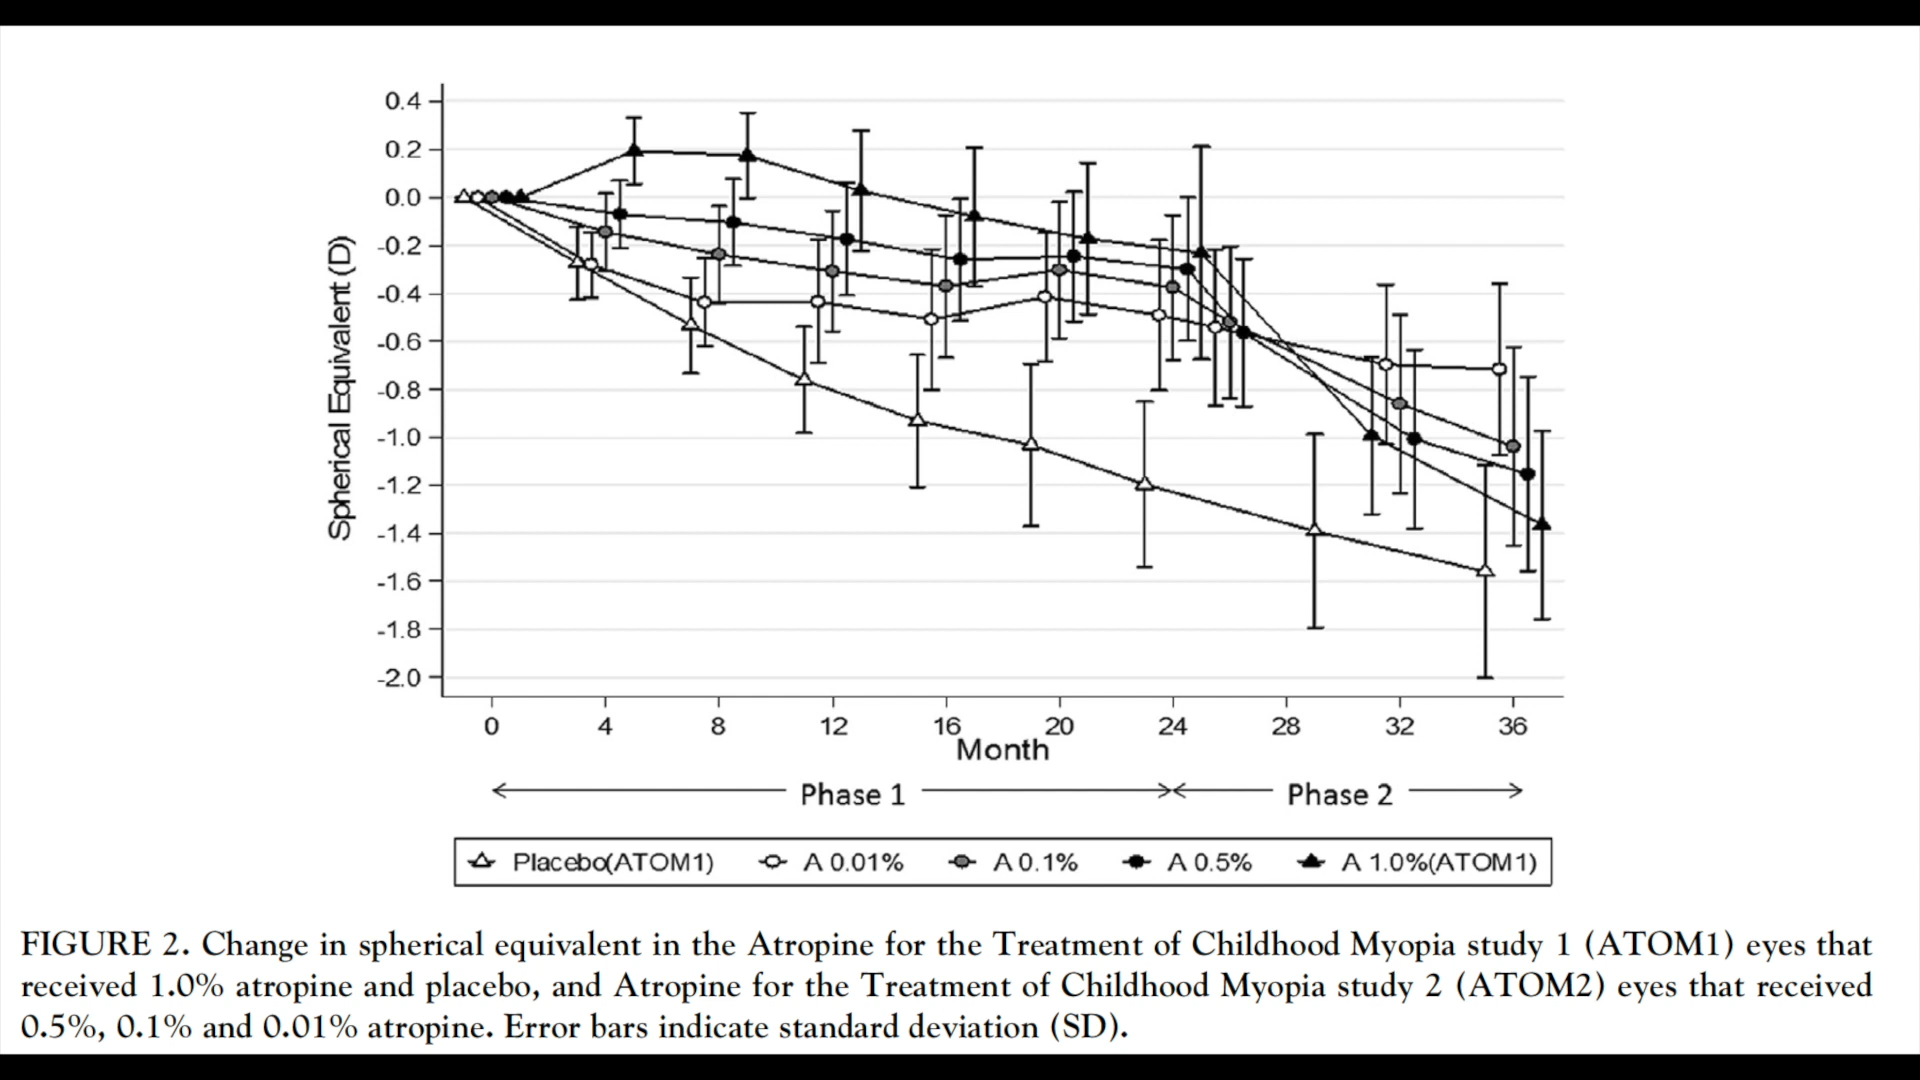 0.4
0.2
0.0
-0.2
-0.4
-0.6
-0.8
-1.0
-1.2
-1.4
-1.6
-1.8
-2.0
Spherical Equivalent (D)
0 4 8 12 16 20 24 28 32 36
Month
Phase 1 Phase 2
Placebo(ATOM1) A 0.01% A 0.1% A 0.5% A 1.0%(ATOM1)
FIGURE 2. Change in spherical equivalent in the Atropine for the Treatment of Childhood Myopia study 1 (ATOM1) eyes that
received 1.0% atropine and placebo, and Atropine for the Treatment of Childhood Myopia study 2 (ATOM2) eyes that received
0.5%, 0.1% and 0.01% atropine. Error bars indicate standard deviation (SD).